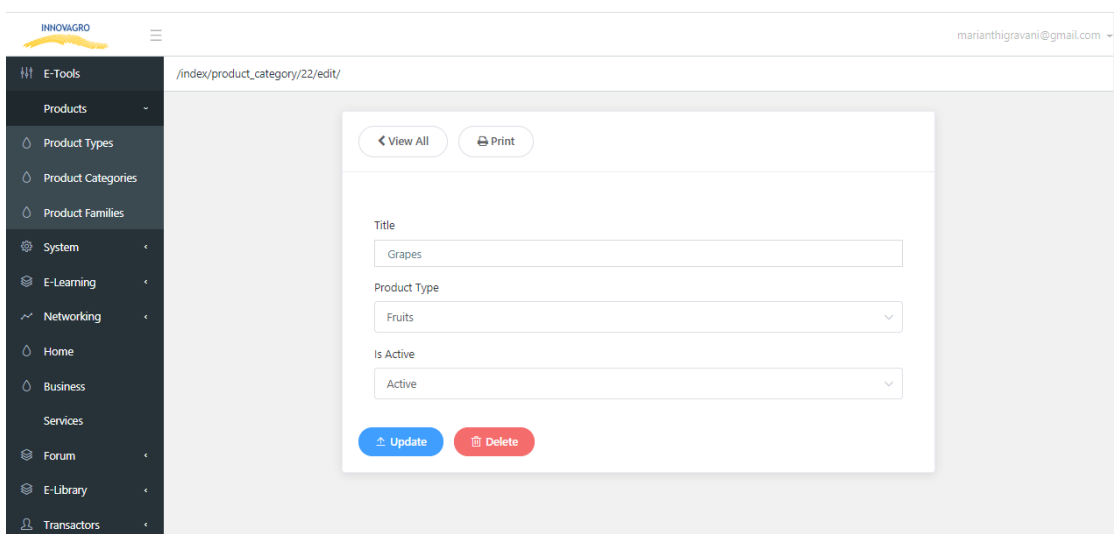 INNOVAGRO
marianthigravani@gmail.com
E-Tools
/index/product_category/22/edit/
Products
Product Types
Product Categories
Product Families
System
E-Learning
Networking
Home
Business
Services
Forum
E-Library
Transactors
View All
Print
Title
Grapes
Product Type
Fruits
Is Active
Active
Update
Delete